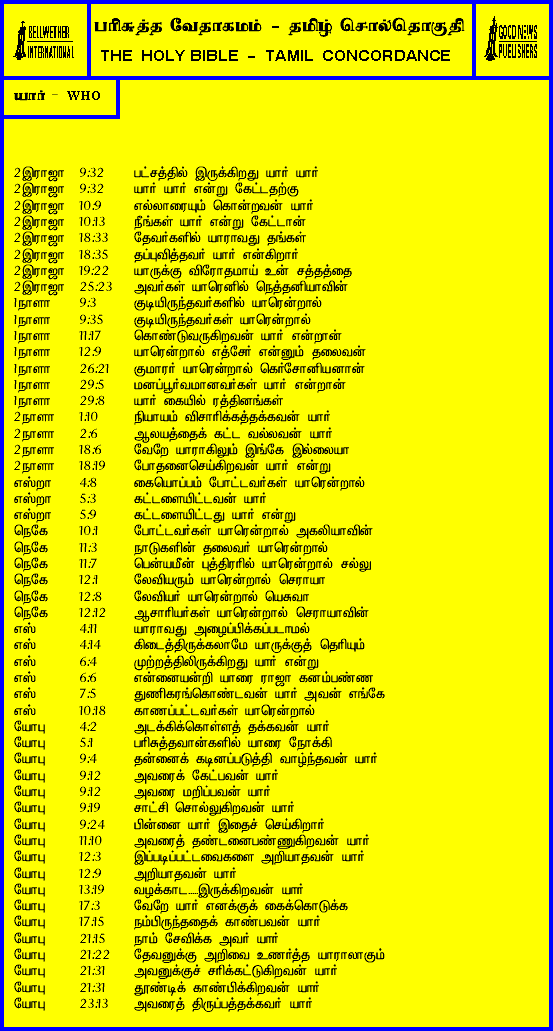 BELLWETHER
INTERNATIONAL
பரிசுத்த வேதாகமம் - தமிழ் சொல்தொகுதி
THE HOLY BIBLE - TAMIL CONCORDANCE
GOOD NEWS
PUBLISHERS
யார் - WHO
2இராஜா 9:32 பட்சத்தில் இருக்கிறது யார் யார்
2இராஜா 9:32 யார் யார் என்று கேட்டதற்கு
2இராஜா 10:9 எல்லாரையும் கொன்றவன் யார்
2இராஜா 10:13 நீங்கள் யார் என்று கேட்டான்
2இராஜா 18:33 தேவர்களில் யாராவது தங்கள்
2இராஜா 18:35 தப்புவித்தவர் யார் என்கிறார்
2இராஜா 19:22 யாருக்கு விரோதமாய் உன் சத்தத்தை
2இராஜா 25:23 அவர்கள் யாரெனில் நெத்தனியாவின்
1நாளா 9:3 குடியிருந்தவர்களில் யாரென்றால்
1நாளா 9:35 குடியிருந்தவர்கள் யாரென்றால்
1நாளா 11:17 கொண்டுவருகிறவன் யார் என்றான்
1நாளா 12:9 யாரென்றால் எத்சேர் என்னும் தலைவன்
1நாளா 26:21 குமாரர் யாரென்றால் கெர்சோனியனான
1நாளா 29:5 மனப்பூர்வமானவர்கள் யார் என்றான்
1நாளா 29:8 யார் கையில் ரத்தினங்கள்
2நாளா 1:10 நியாயம் விசாரிக்கத்தக்கவன் யார்
2நாளா 2:6 ஆலயத்தைக் கட்ட வல்லவன் யார்
2நாளா 18:6 வேறே யாராகிலும் இங்கே இல்லையா
2நாளா 18:19 போதனைசெய்கிறவன் யார் என்று
எஸ்றா 4:8 கையொப்பம் போட்டவர்கள் யாரென்றால்
எஸ்றா 5:3 கட்டளையிட்டவன் யார்
எஸ்றா 5:9 கட்டளையிட்டது யார் என்று
நெகே 10:1 போட்டவர்கள் யாரென்றால் அகலியாவின்
நெகே 11:3 நாடுகளின் தலைவர் யாரென்றால்
நெகே 11:7 பென்யமீன் புத்திரரில் யாரென்றால் சல்லு
நெகே 12:1 லேவியரும் யாரென்றால் செராயா
நெகே 12:8 லேவியர் யாரென்றால் யெசுவா
நெகே 12:12 ஆசாரியர்கள் யாரென்றால் செராயாவின்
எஸ் 4:11 யாராவது அழைப்பிக்கப்படாமல்
எஸ் 4:14 கிடைத்திருக்கலாமே யாருக்குத் தெரியும்
எஸ் 6:4 முற்றத்திலிருக்கிறது யார் என்று
எஸ் 6:6 என்னையன்றி யாரை ராஜா கனம்பண்ண
எஸ் 7:5 துணிகரங்கொண்டவன் யார் அவன் எங்கே
எஸ் 10:18 காணப்பட்டவர்கள் யாரென்றால்
யோபு 4:2 அடக்கிக்கொள்ளத் தக்கவன் யார்
யோபு 5:1 பரிசுத்தவான்களில் யாரை நோக்கி
யோபு 9:4 தன்னைக் கடினப்படுத்தி வாழ்ந்தவன் யார்
யோபு 9:12 அவரைக் கேட்பவன் யார்
யோபு 9:12 அவரை மறிப்பவன் யார்
யோபு 9:19 சாட்சி சொல்லுகிறவன் யார்
யோபு 9:24 பின்னை யார் இதைச் செய்கிறார்
யோபு 11:10 அவரைத் தண்டனைபண்ணுகிறவன் யார்
யோபு 12:3 இப்படிப்பட்டவைகளை அறியாதவன் யார்
யோபு 12:9 அறியாதவன் யார்
யோபு 13:19 வழக்காட.....இருக்கிறவன் யார்
யோபு 17:3 வேறே யார் எனக்குக் கைக்கொடுக்க
யோபு 17:15 நம்பிருந்ததைக் காண்பவன் யார்
யோபு 21:15 நாம் சேவிக்க அவர் யார்
யோபு 21:22 தேவனுக்கு அறிவை உணர்த்த யாராலாகும்
யோபு 21:31 அவனுக்குச் சரிக்கட்டுகிறவன் யார்
யோபு 21:31 தூண்டிக் காண்பிக்கிறவன் யார்
யோபு 23:13 அவரைத் திருப்பத்தக்கவர் யார்